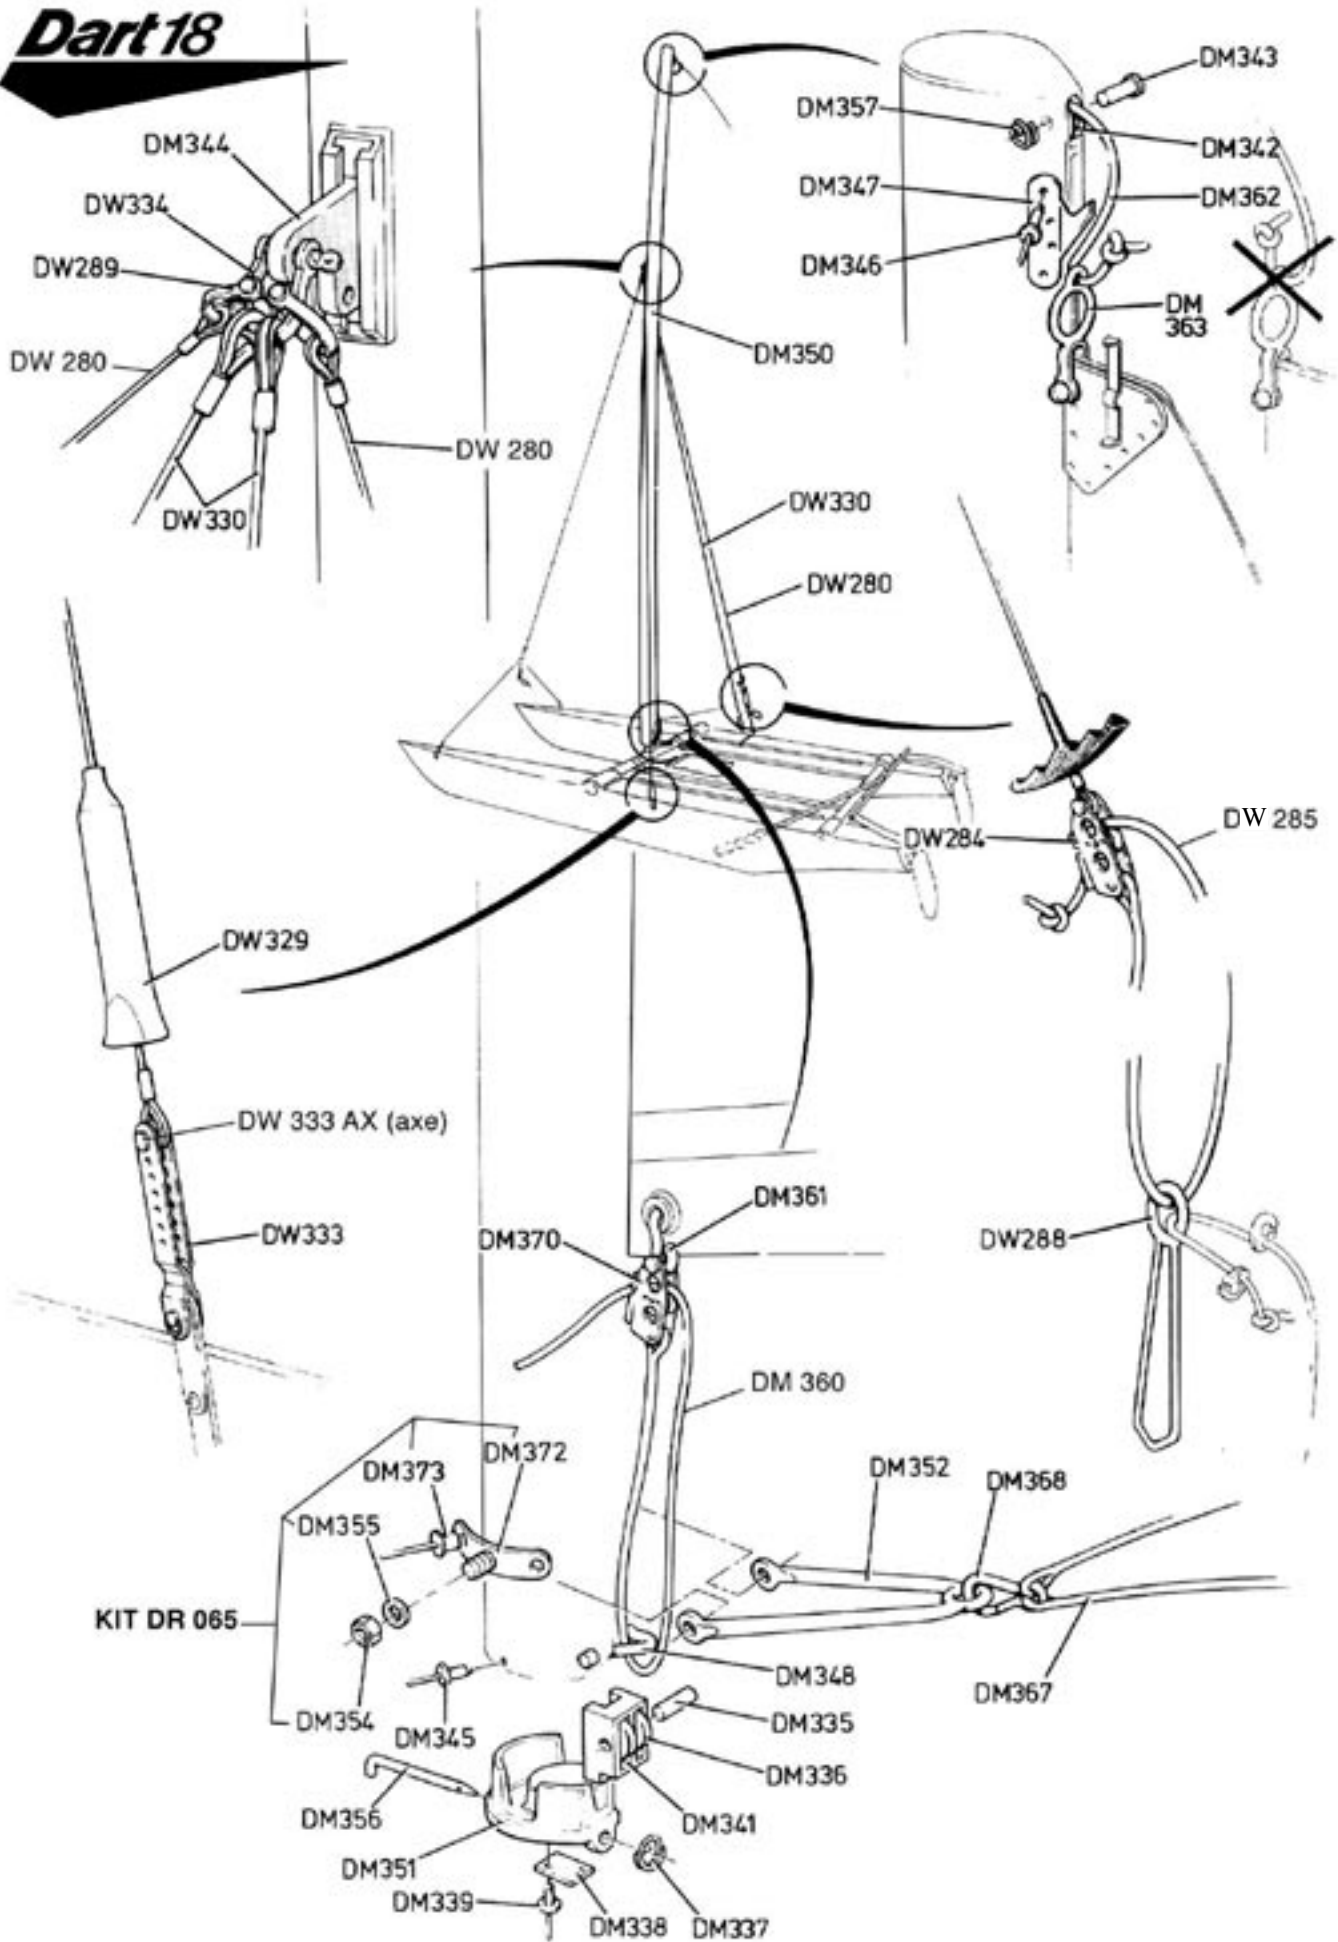 Dart 18
DM343
DM357
DM344
DM342
DM347
DM362
DW334
DW289
DM346
DM
363
DM350
DW 280
DW 280
DW330
DW330
DW280
DW 285
DW284
DW329
DW 333 AX (axe)
DM361
DW333
DM370
DW288
DM 360
DM372
DM373
DM352
DM368
DM355
KIT DR 065
DM348
DM367
DM354
DM345
DM335
DM336
DM356
DM341
DM351
DM339
DM338
DM337